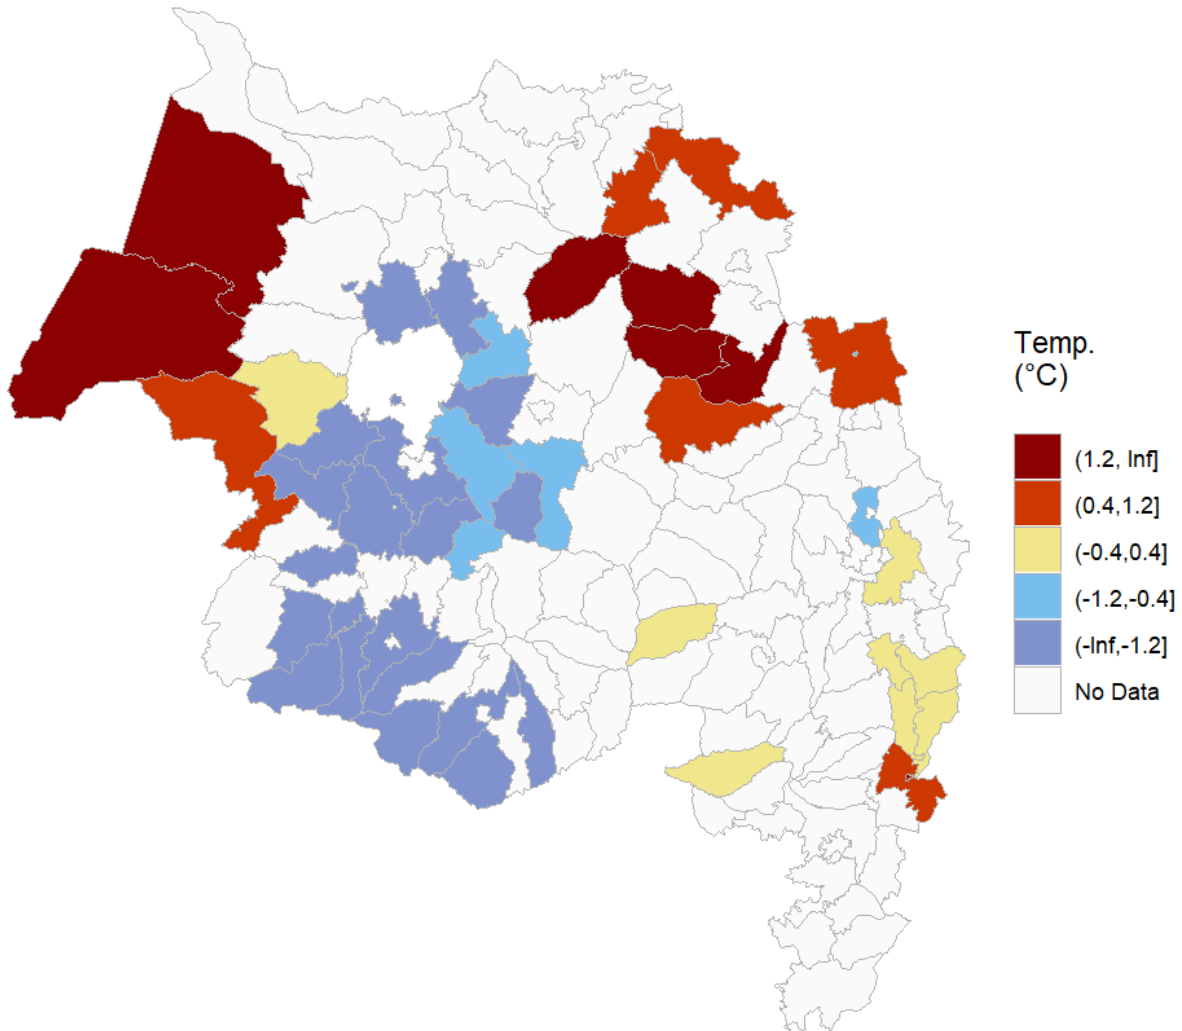 Temp.
(°C)
(1.2, Inf]
(0.4,1.2]
(-0.4,0.4]
(-1.2,-0.4]
(-Inf,-1.2]
No Data